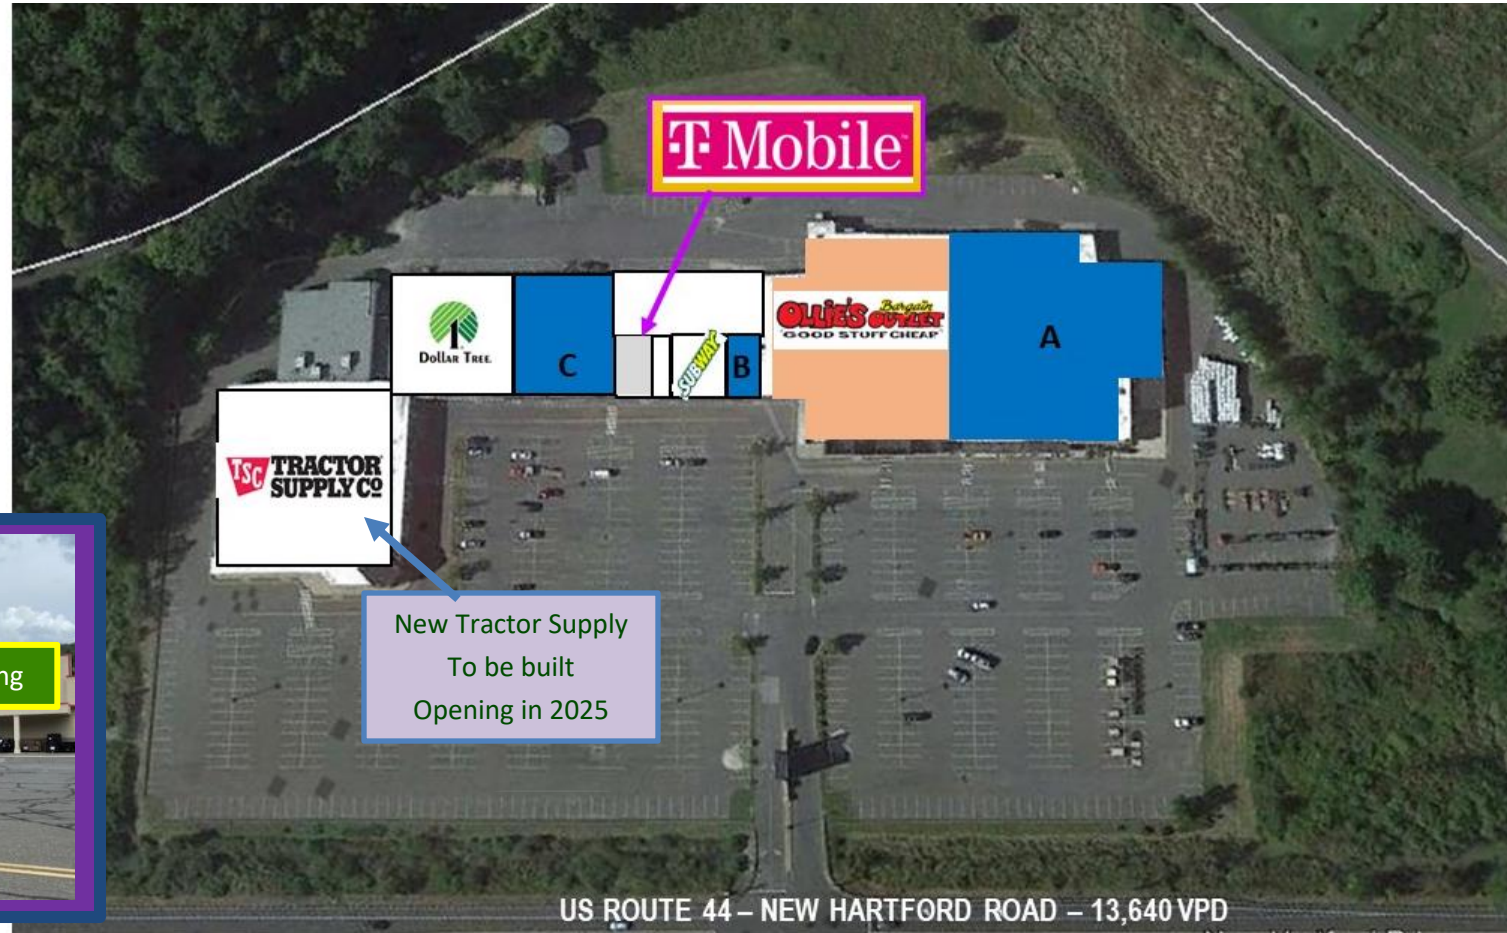 T Mobile
DOLLAR TREE
C
SUBWAY
B
OLLIE'S Bargain OUTLET
"GOOD STUFF CHEAP"
A
TSC TRACTOR
SUPPLY CO
New Tractor Supply
To be built
Opening in 2025
ng
US ROUTE 44 – NEW HARTFORD ROAD – 13,640 VPD